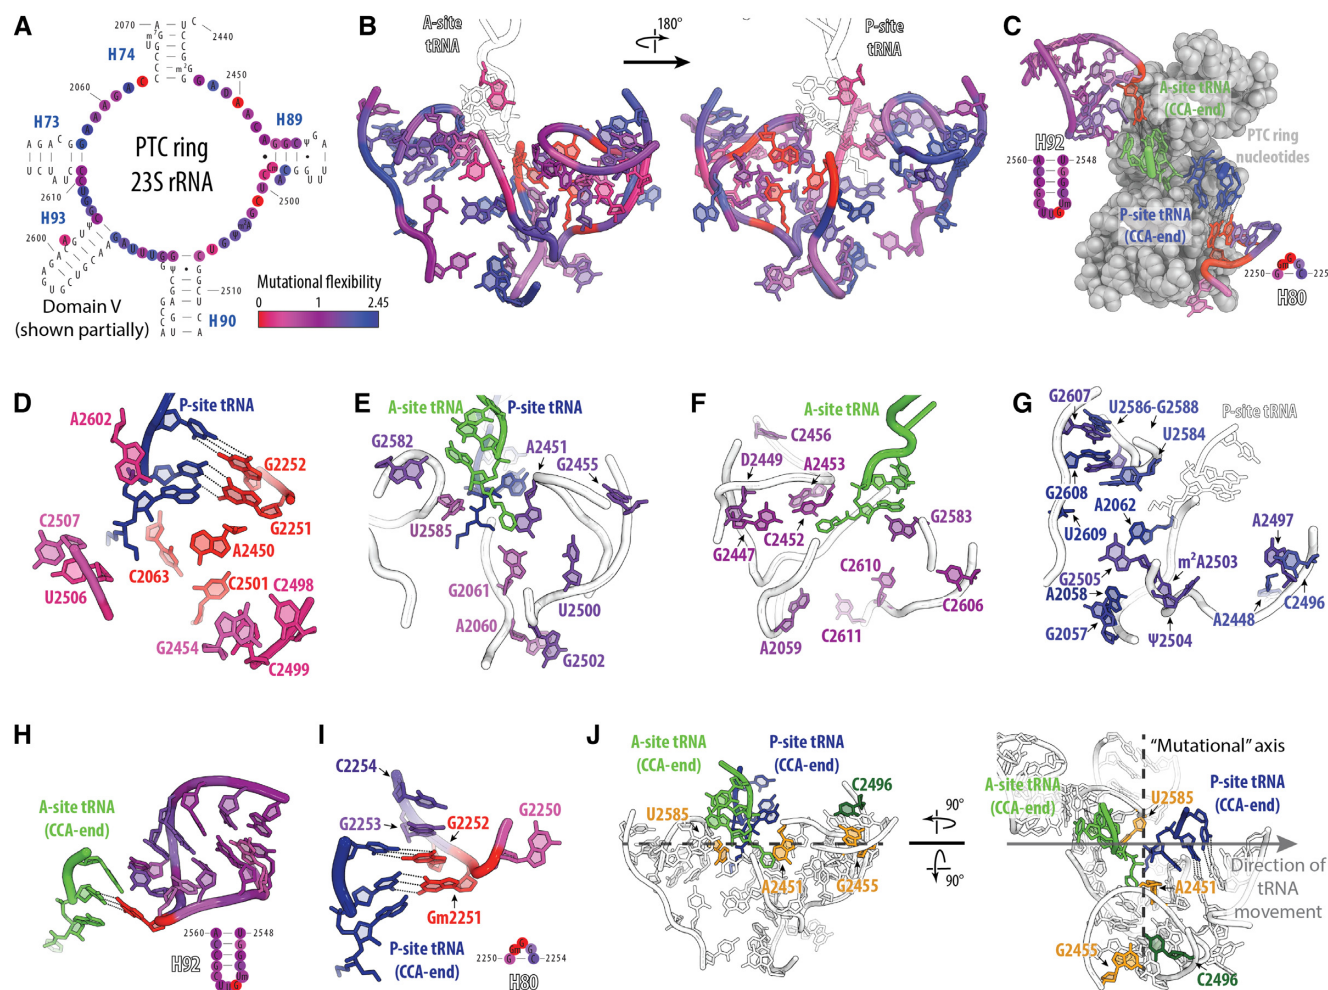 A
2070
2440
H74
2060
2450
H73
H89
PTC ring
23S rRNA
2610
2500
H93
2600
2510
H90
Domain V
(shown partially)
Mutational flexibility
0 1 2.45
B
A-site
tRNA
180°
P-site
tRNA
C
A-site tRNA
(CCA-end)
PTC ring
nucleotides
H92
2560
2548
P-site tRNA
(CCA-end)
2250
225
H80
D
P-site tRNA
A2602
G2252
G2251
C2507
A2450
C2063
U2506
C2501
C2498
G2454
C2499
E
A-site tRNA
P-site tRNA
G2582
A2451
G2455
U2585
G2061
U2500
A2060
G2502
F
A-site tRNA
C2456
D2449
A2453
G2583
G2447
C2452
C2610
C2606
A2059
C2611
G
G2607
U2586-G2588
P-site tRNA
U2584
G2608
A2062
A2497
U2609
m²A2503
G2505
A2058
A2448
C2496
G2057
Ψ2504
H
A-site tRNA
(CCA-end)
2560
2548
H92
I
C2254
G2250
G2253
G2252
Gm2251
P-site tRNA
(CCA-end)
2250
2254
H80
J
A-site tRNA
(CCA-end)
P-site tRNA
(CCA-end)
C2496
U2585
A2451
G2455
90°
90°
"Mutational" axis
A-site tRNA
(CCA-end)
U2585
P-site tRNA
(CCA-end)
Direction of
tRNA
movement
A2451
G2455
C2496